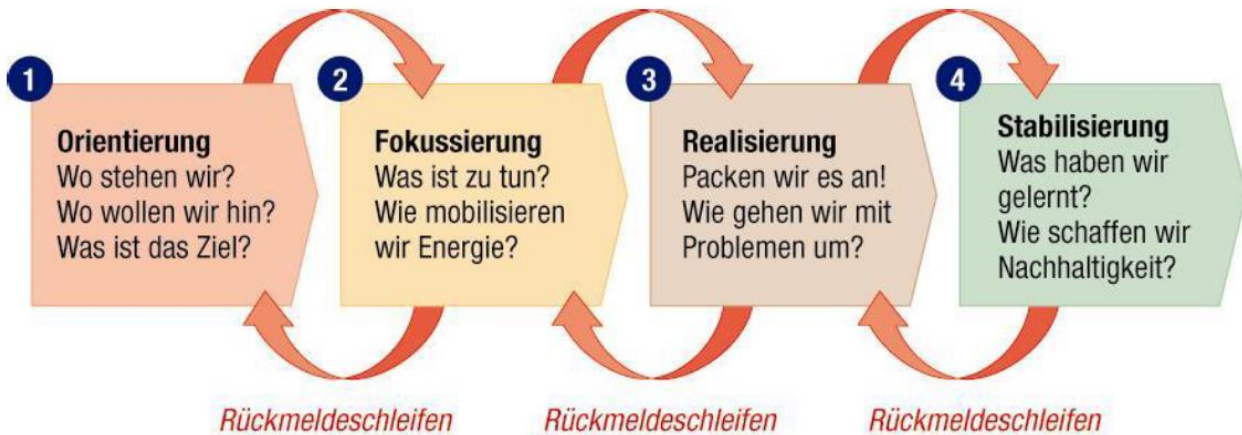 1
Orientierung
Wo stehen wir?
Wo wollen wir hin?
Was ist das Ziel?
2
Fokussierung
Was ist zu tun?
Wie mobilisieren
wir Energie?
3
Realisierung
Packen wir es an!
Wie gehen wir mit
Problemen um?
4
Stabilisierung
Was haben wir
gelernt?
Wie schaffen wir
Nachhaltigkeit?
Rückmeldeschleifen
Rückmeldeschleifen
Rückmeldeschleifen